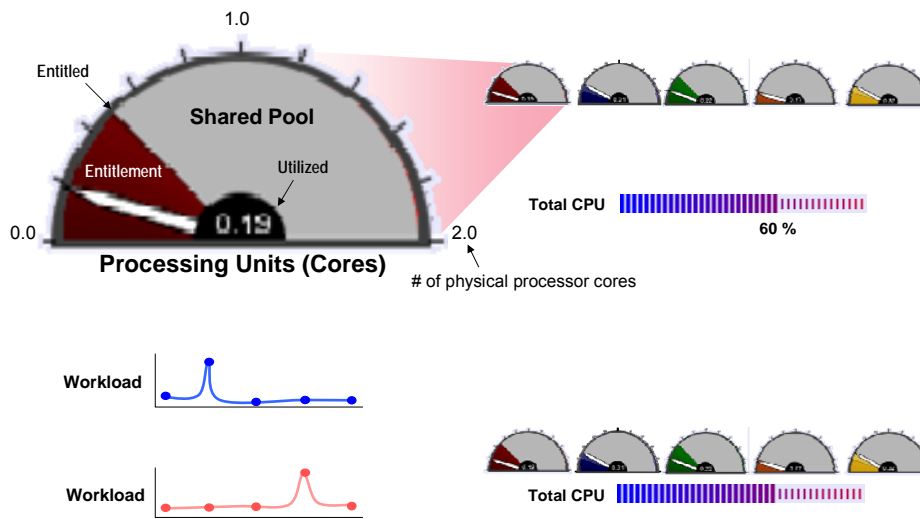 1.0
Entitled
Shared Pool
Entitlement
Utilized
0.19
0.0
2.0
Processing Units (Cores)
# of physical processor cores
Total CPU
60 %
Workload
Workload
Total CPU